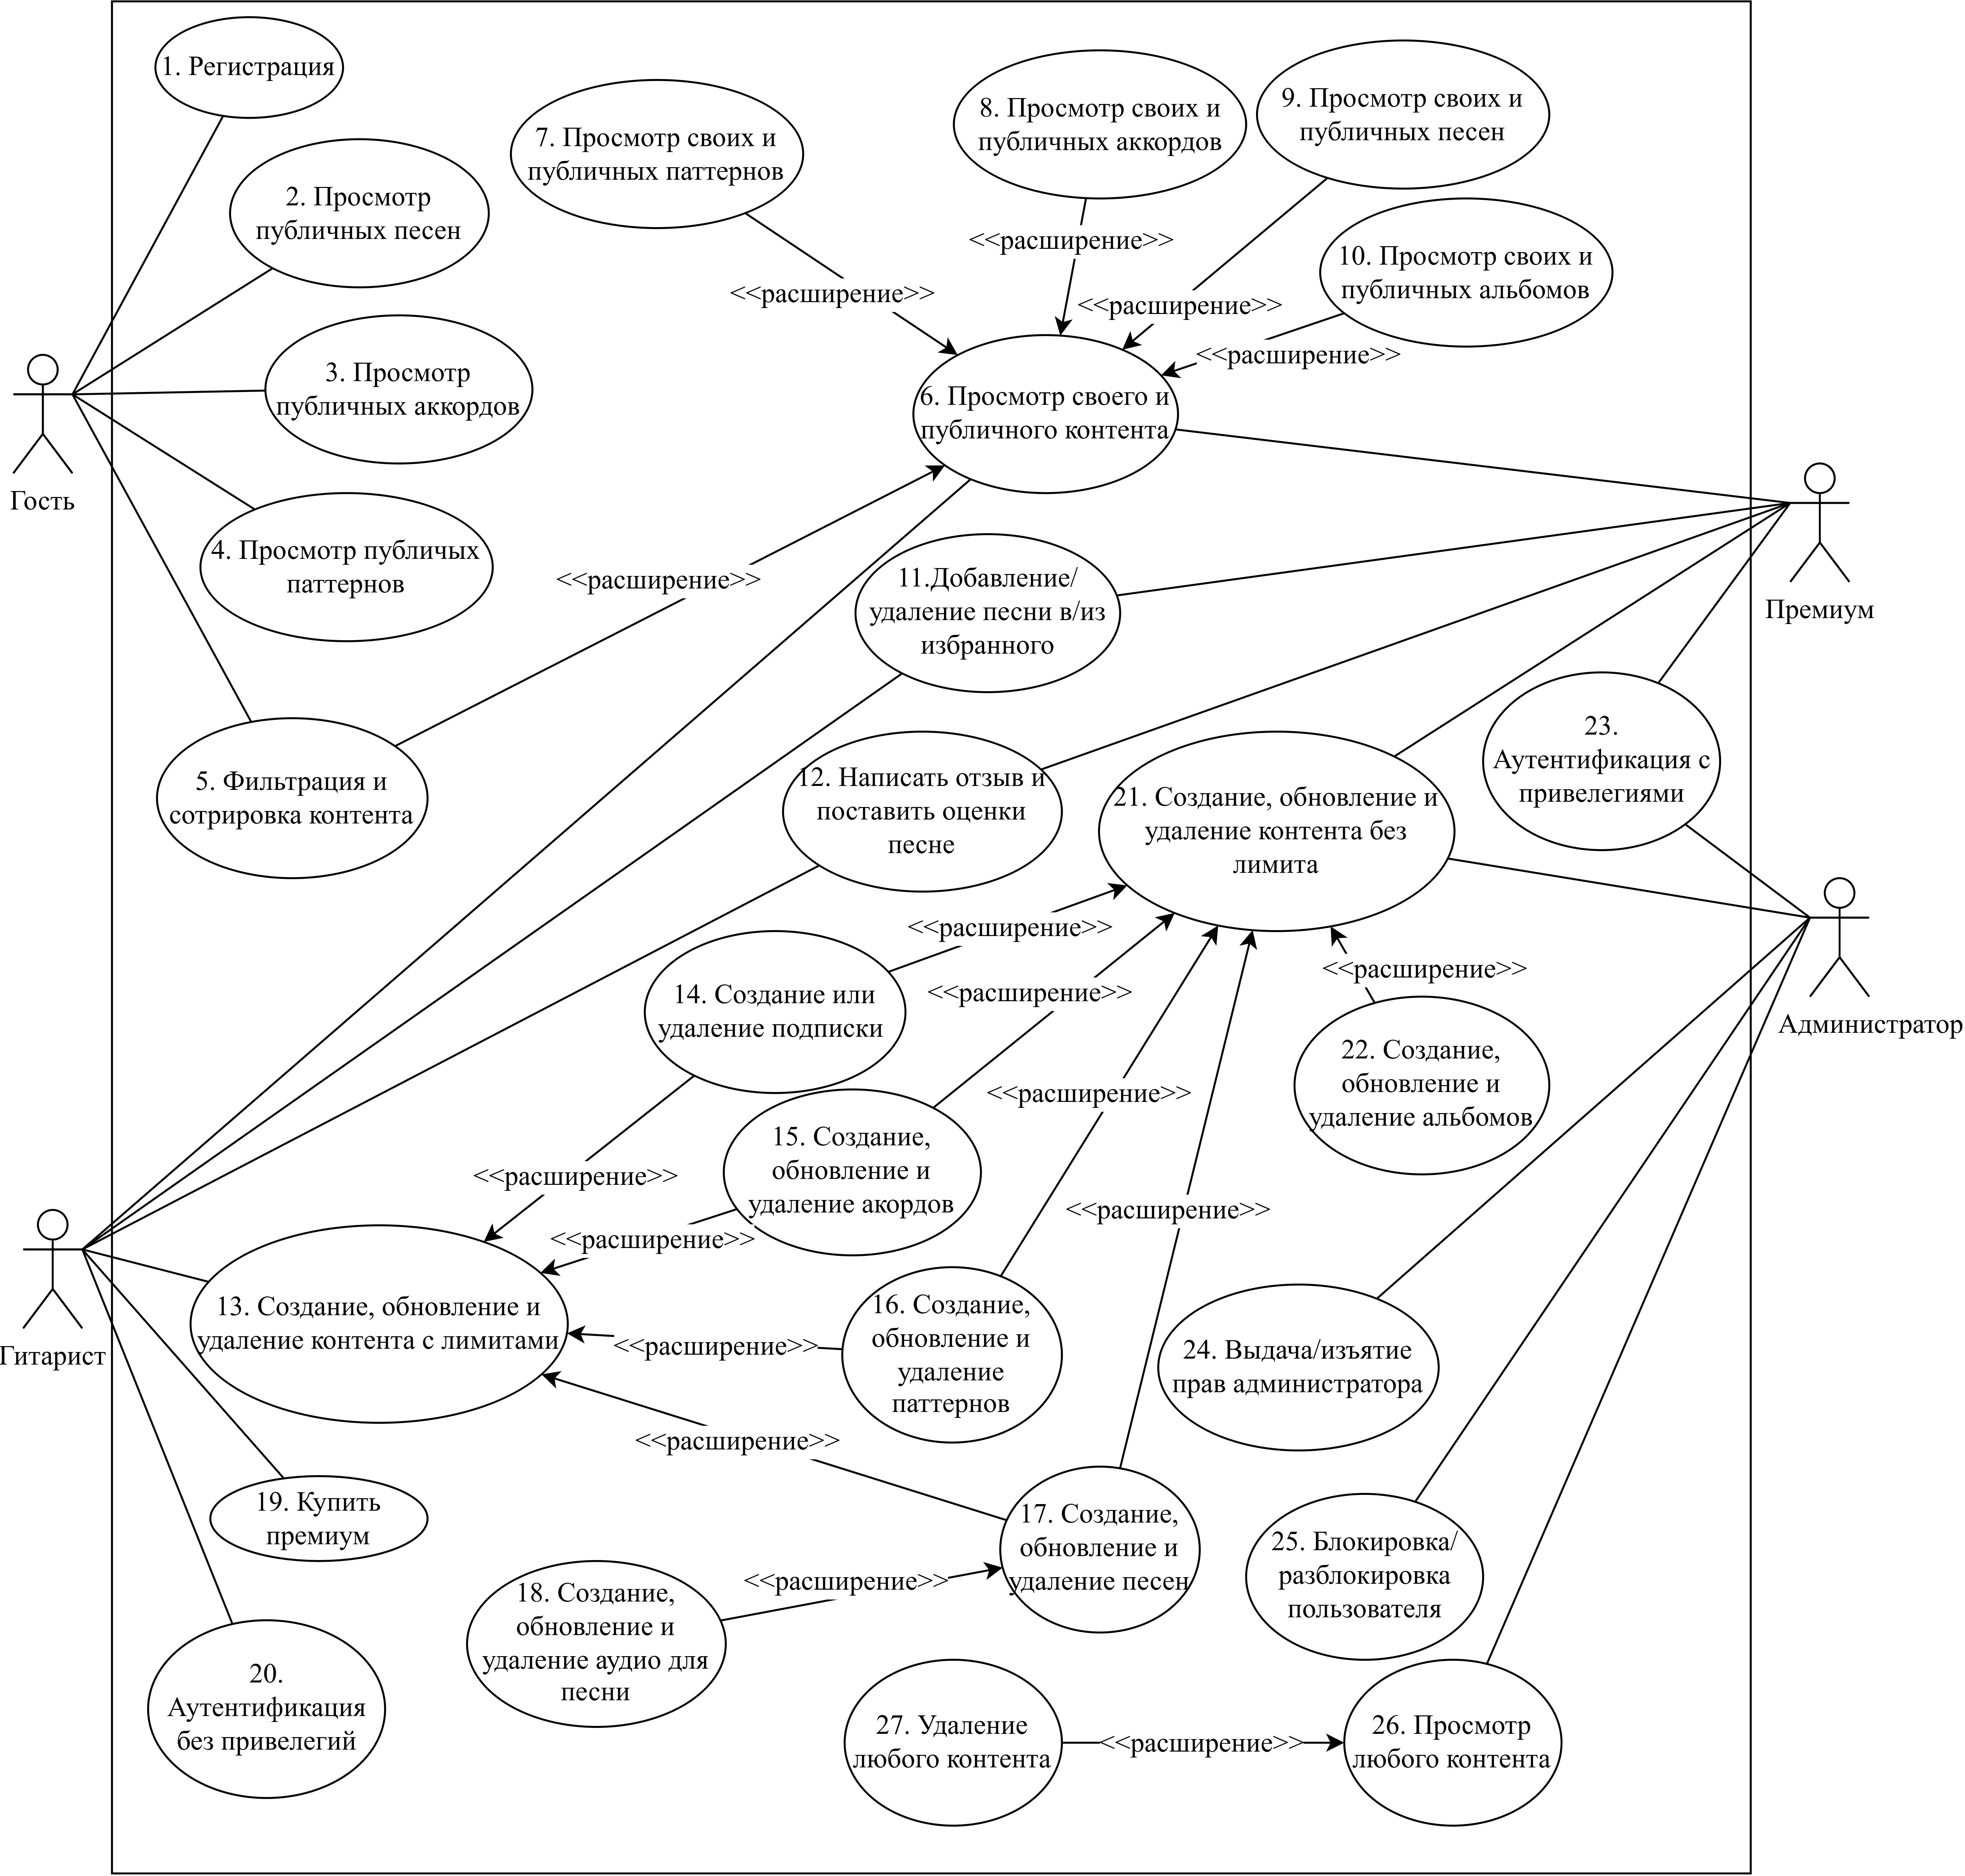 1. Регистрация
2. Просмотр
публичных песен
3. Просмотр
публичных аккордов
4. Просмотр публичых
паттернов
5. Фильтрация и
сотрировка контента
Гость
7. Просмотр своих и
публичных паттернов
8. Просмотр своих и
публичных аккордов
9. Просмотр своих и
публичных песен
10. Просмотр своих и
публичных альбомов
<<расширение>>
<<расширение>>
<<расширение>>
<<расширение>>
6. Просмотр своего и
публичного контента
<<расширение>>
11.Добавление/
удаление песни в/из
избранного
Премиум
12. Написать отзыв и
поставить оценки
песне
21. Создание, обновление и
удаление контента без
лимита
23.
Аутентификация с
привелегиями
<<расширение>>
<<расширение>>
<<расширение>>
<<расширение>>
<<расширение>>
Администратор
14. Создание или
удаление подписки
22. Создание,
обновление и
удаление альбомов
15. Создание,
обновление и
удаление акордов
<<расширение>>
<<расширение>>
<<расширение>>
<<расширение>>
13. Создание, обновление и
удаление контента с лимитами
Гитарист
16. Создание,
обновление и
удаление
паттернов
24. Выдача/изъятие
прав администратора
19. Купить
премиум
17. Создание,
обновление и
удаление песен
25. Блокировка/
разблокировка
пользователя
18. Создание,
обновление и
удаление аудио для
песни
<<расширение>>
20.
Аутентификация
без привелегий
27. Удаление
любого контента
<<расширение>>
26. Просмотр
любого контента